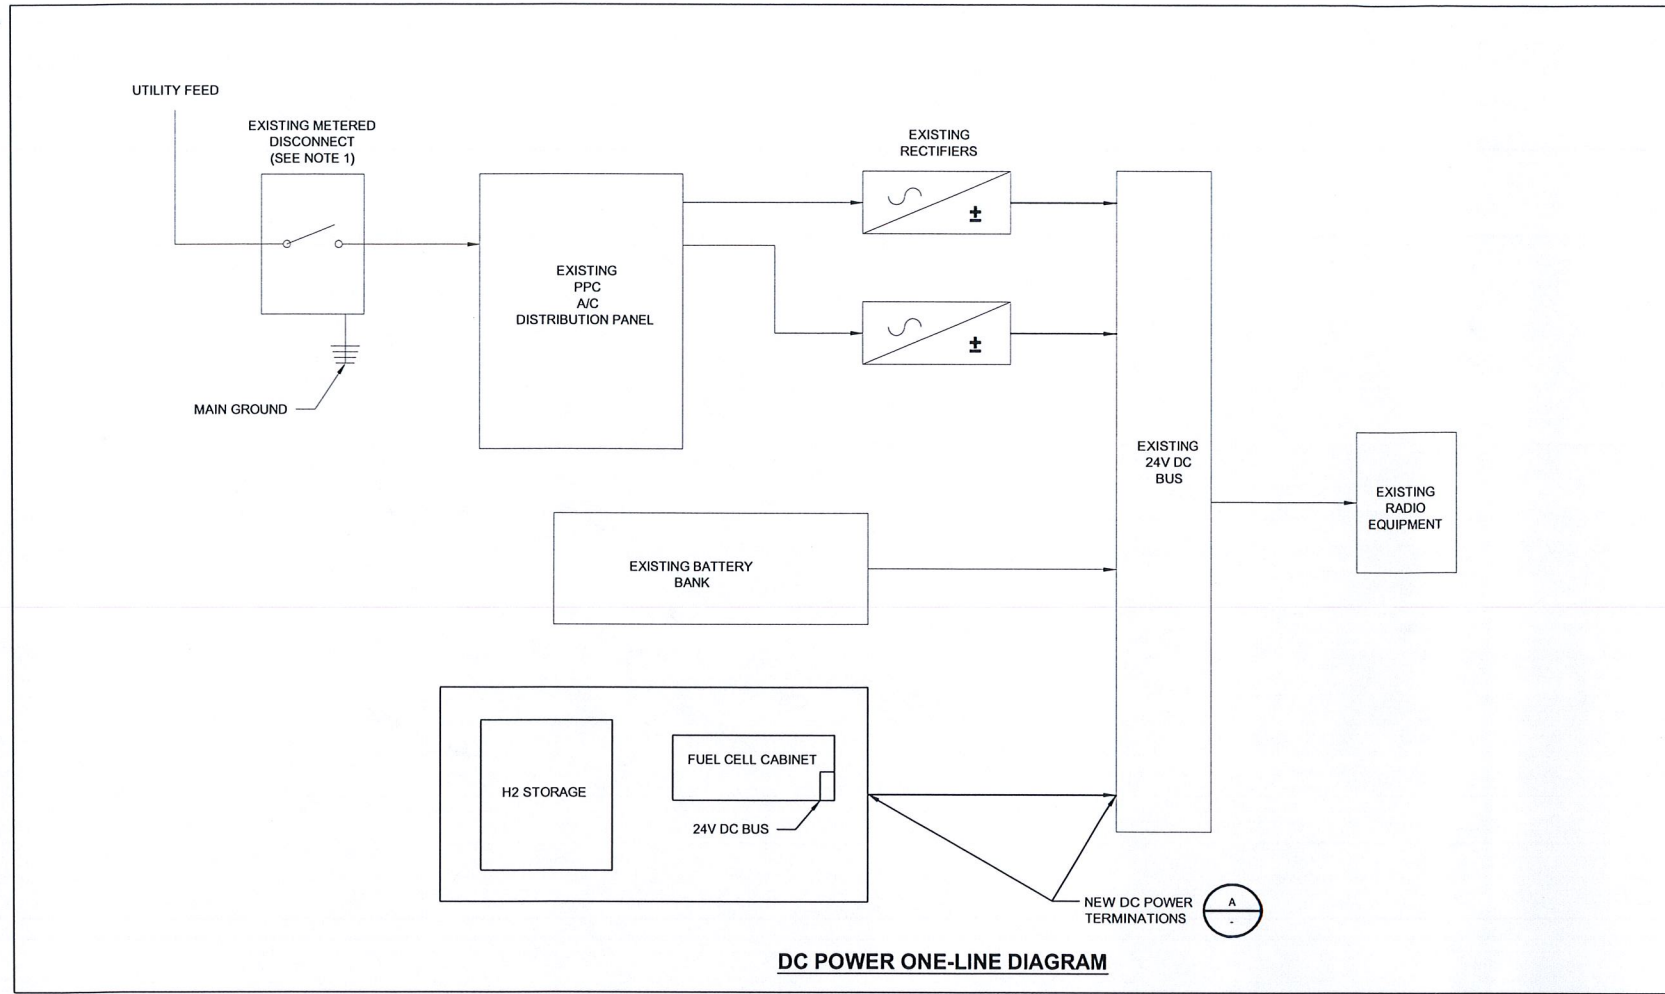 UTILITY FEED
EXISTING METERED
DISCONNECT
(SEE NOTE 1)
MAIN GROUND
EXISTING
PPC
A/C
DISTRIBUTION PANEL
EXISTING
RECTIFIERS
±
±
EXISTING
24V DC
BUS
EXISTING
RADIO
EQUIPMENT
EXISTING BATTERY
BANK
H2 STORAGE
FUEL CELL CABINET
24V DC BUS
NEW DC POWER
TERMINATIONS
A
-
DC POWER ONE-LINE DIAGRAM